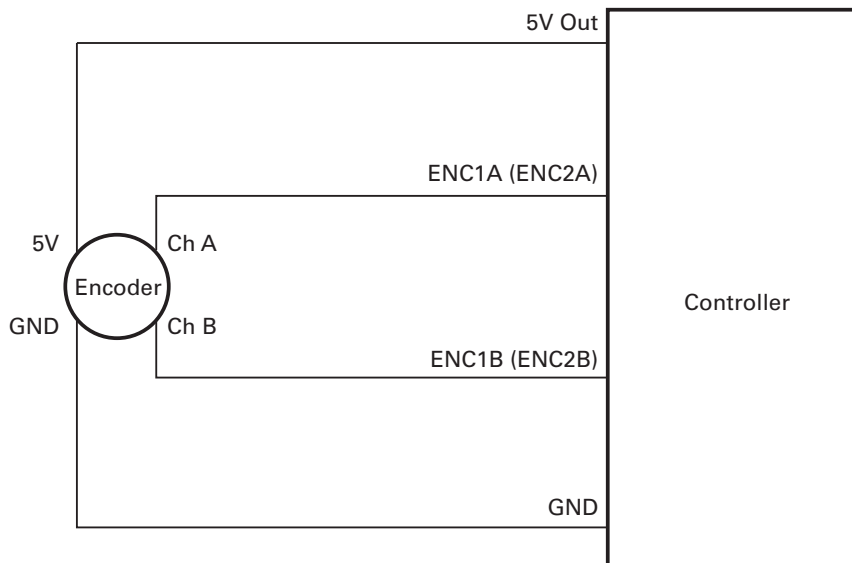 5V Out
ENC1A (ENC2A)
5V
Ch A
Encoder
Controller
GND
Ch B
ENC1B (ENC2B)
GND